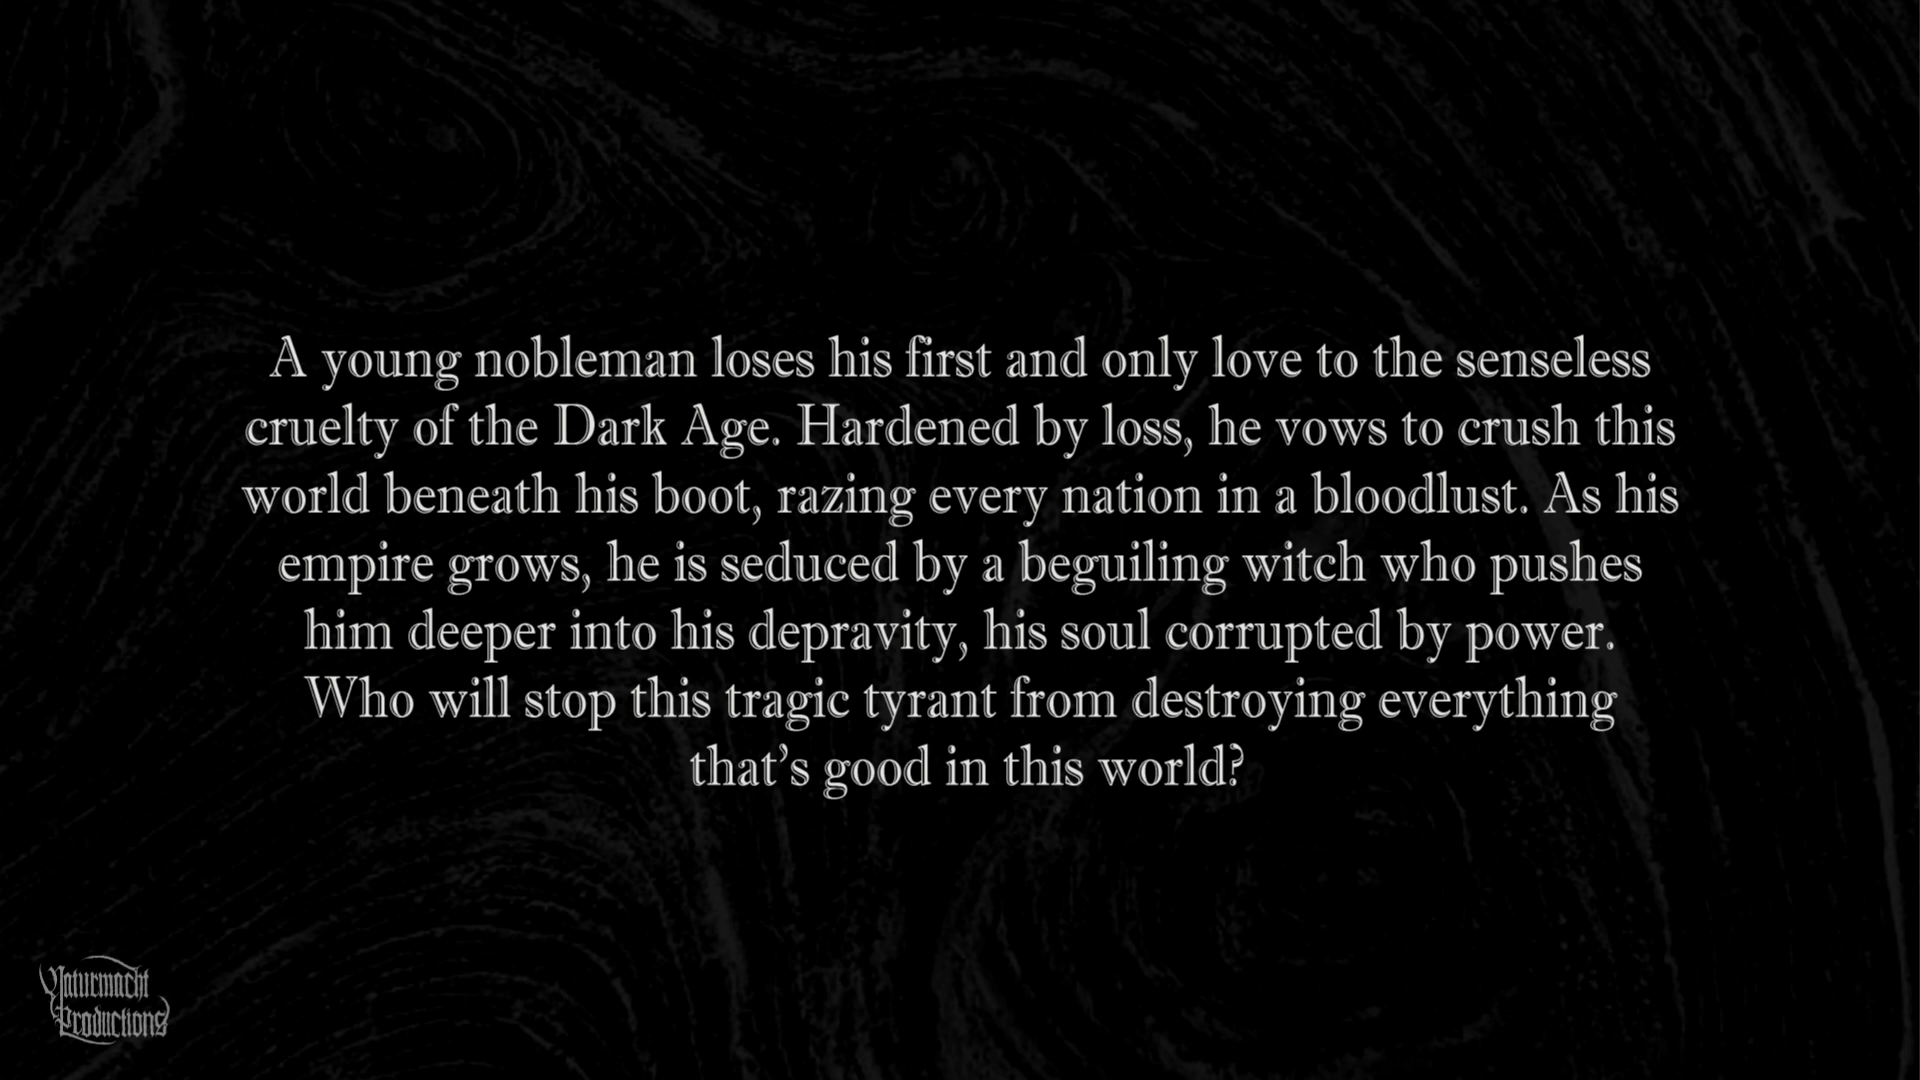 A young nobleman loses his first and only love to the senseless
cruelty of the Dark Age. Hardened by loss, he vows to crush this
world beneath his boot, razing every nation in a bloodlust. As his
empire grows, he is seduced by a beguiling witch who pushes
him deeper into his depravity, his soul corrupted by power.
Who will stop this tragic tyrant from destroying everything
that’s good in this world?
Naturmacht
Productions